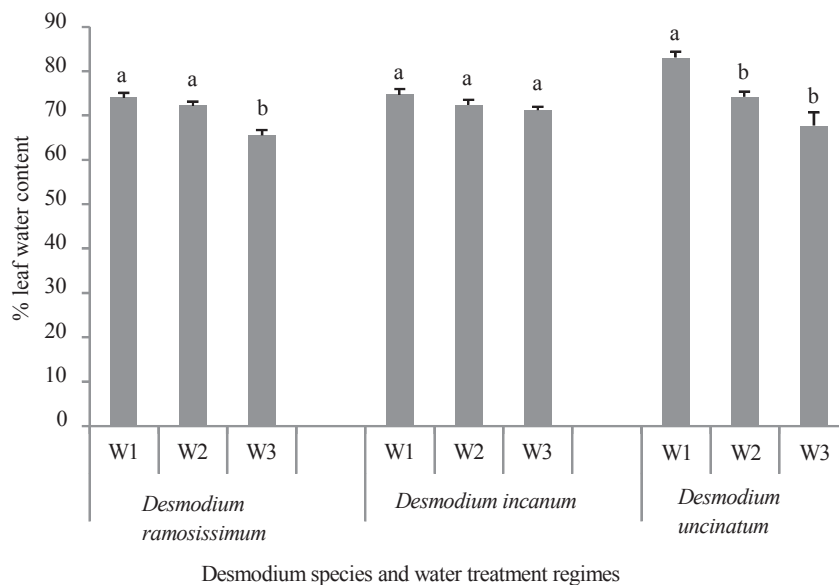 90
80
70
60
50
40
30
20
10
0
% leaf water content
a a b
a a a
a b b
W1 W2 W3 W1 W2 W3 W1 W2 W3
Desmodium
ramosissimum
Desmodium incanum
Desmodium
uncinatum
Desmodium species and water treatment regimes